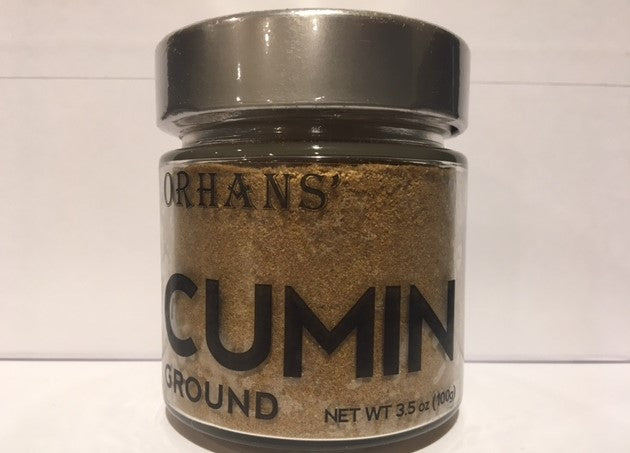 ORHANS'
CUMIN
GROUND
NET WT 3.5 oz (100g)